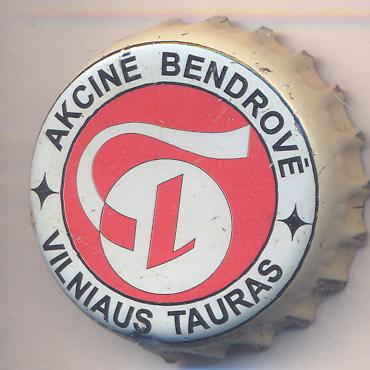 AKCINĖ BENDROVĖ
VILNIAUS TAURAS